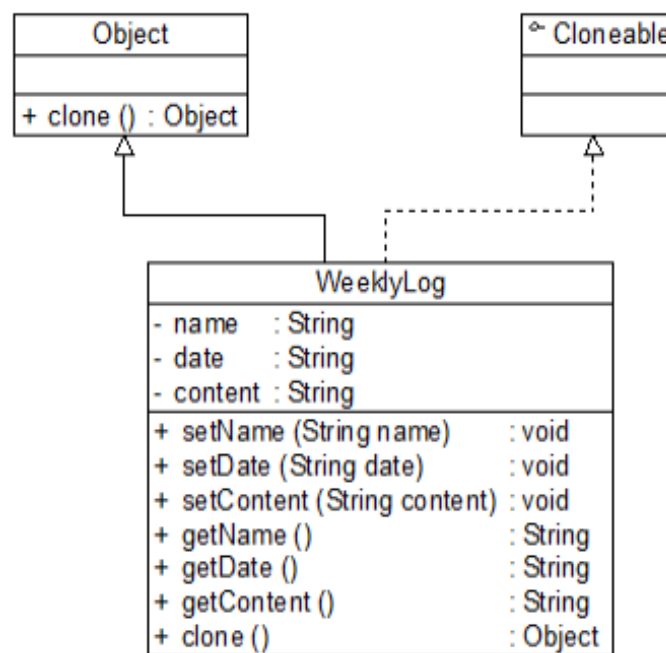 Object
+ clone () : Object
Cloneable
WeeklyLog
- name : String
- date : String
- content : String
+ setName (String name) : void
+ setDate (String date) : void
+ setContent (String content) : void
+ getName () : String
+ getDate () : String
+ getContent () : String
+ clone () : Object